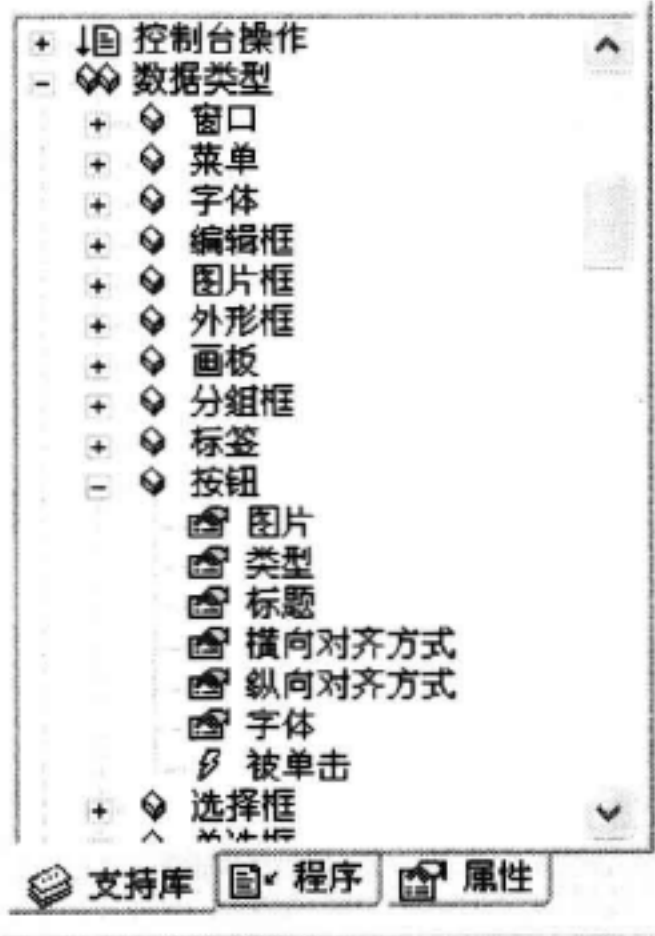 控制台操作
数据类型
窗口
菜单
字体
编辑框
图片框
外形框
画板
分组框
标签
按钮
图片
类型
标题
横向对齐方式
纵向对齐方式
字体
被单击
选择框
支持库 程序 属性